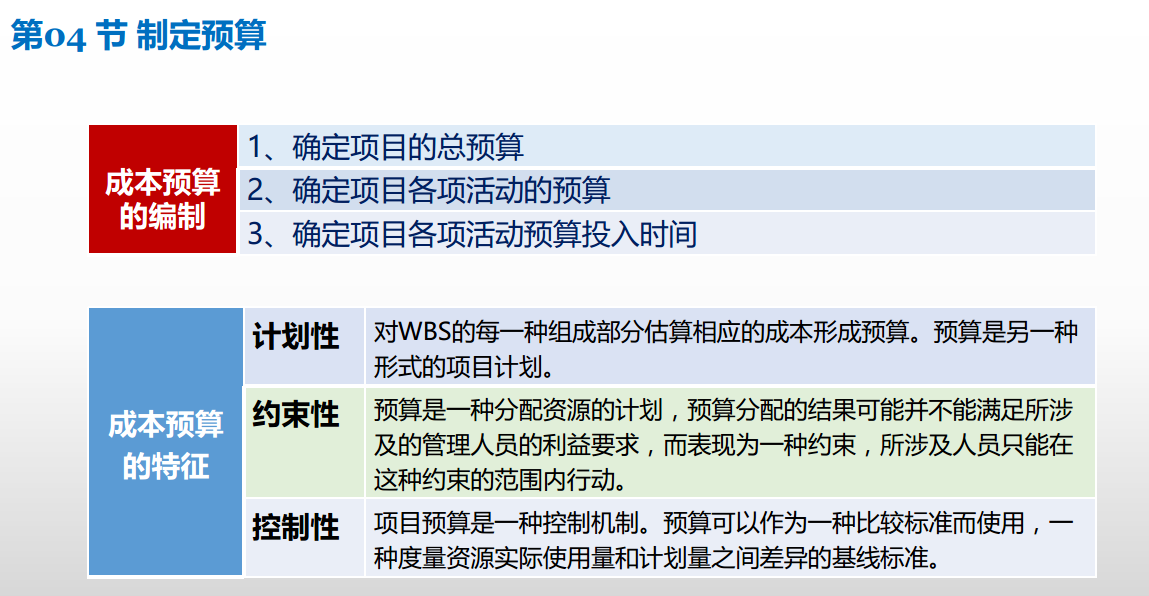 第04 节 制定预算
成本预算
的编制
1、确定项目的总预算
2、确定项目各项活动的预算
3、确定项目各项活动预算投入时间
成本预算
的特征
计划性
对WBS的每一种组成部分估算相应的成本形成预算。预算是另一种
形式的项目计划。
约束性
预算是一种分配资源的计划，预算分配的结果可能并不能满足所涉
及的管理人员的利益要求，而表现为一种约束，所涉及人员只能在
这种约束的范围内行动。
控制性
项目预算是一种控制机制。预算可以作为一种比较标准而使用，一
种度量资源实际使用量和计划量之间差异的基线标准。